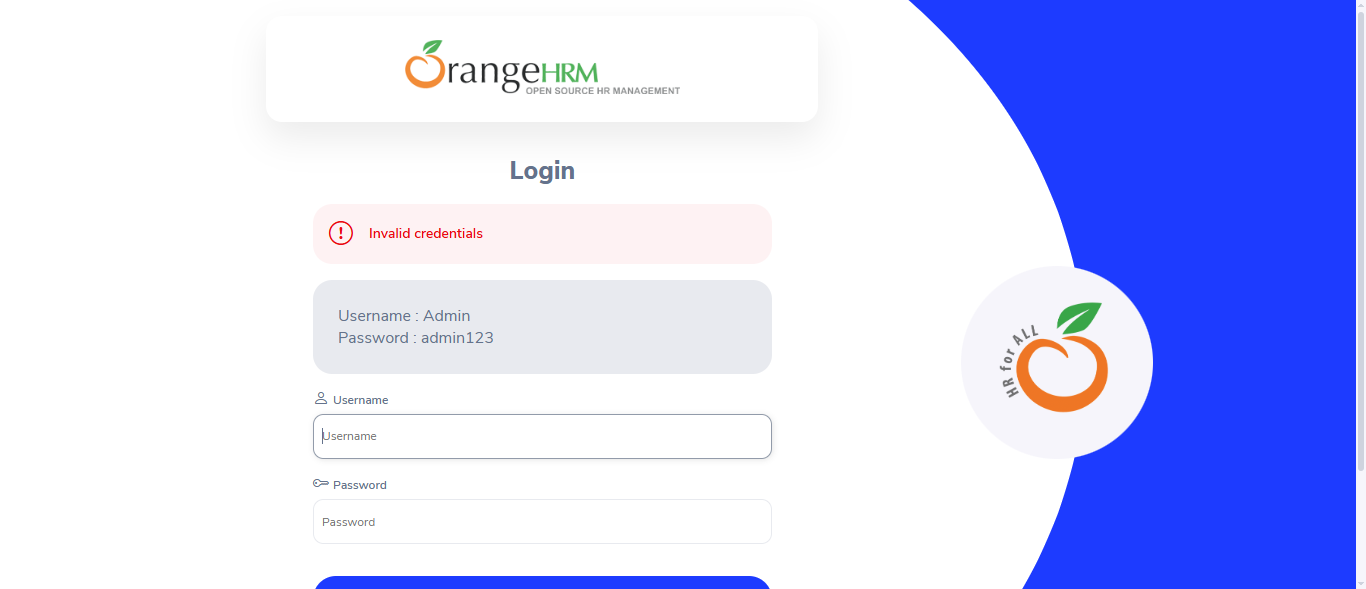 OrangeHRM
OPEN SOURCE HR MANAGEMENT
Login
Invalid credentials
Username : Admin
Password : admin123
Username
Username
Password
Password
HR for ALL